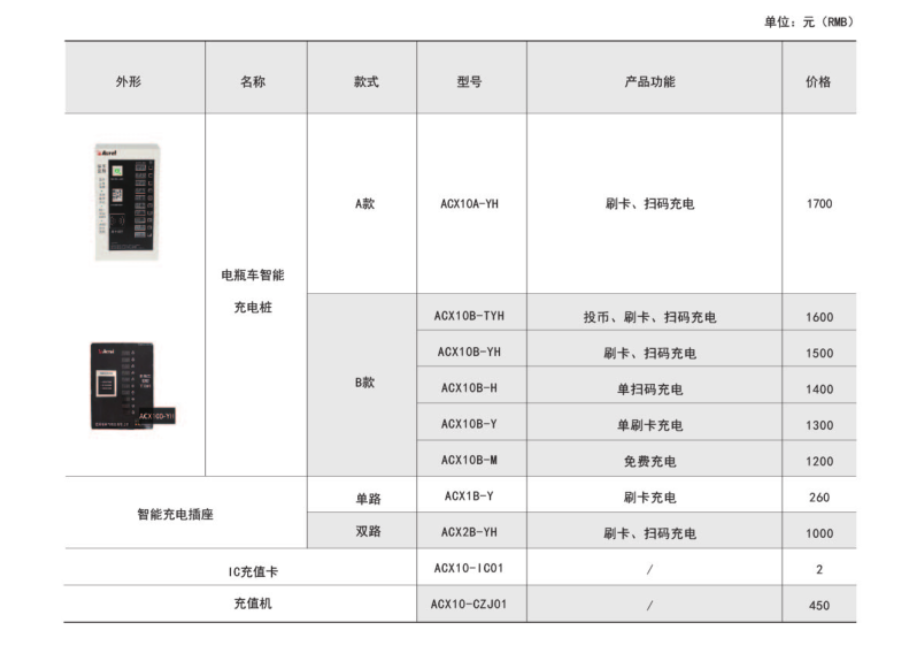 单位：元（RMB）
外形 名称 款式 型号 产品功能 价格
Acrel
电瓶车智能
充电桩
A款 ACX10A-YH 刷卡、扫码充电 1700
B款
ACX10B-TYH 投币、刷卡、扫码充电 1600
ACX10B-YH 刷卡、扫码充电 1500
ACX10B-H 单扫码充电 1400
ACX10B-Y 单刷卡充电 1300
ACX10B-M 免费充电 1200
Acrel
ACX10B-YH
智能充电插座
单路 ACX1B-Y 刷卡充电 260
双路 ACX2B-YH 刷卡、扫码充电 1000
IC充值卡 ACX10-IC01 / 2
充值机 ACX10-CZJ01 / 450